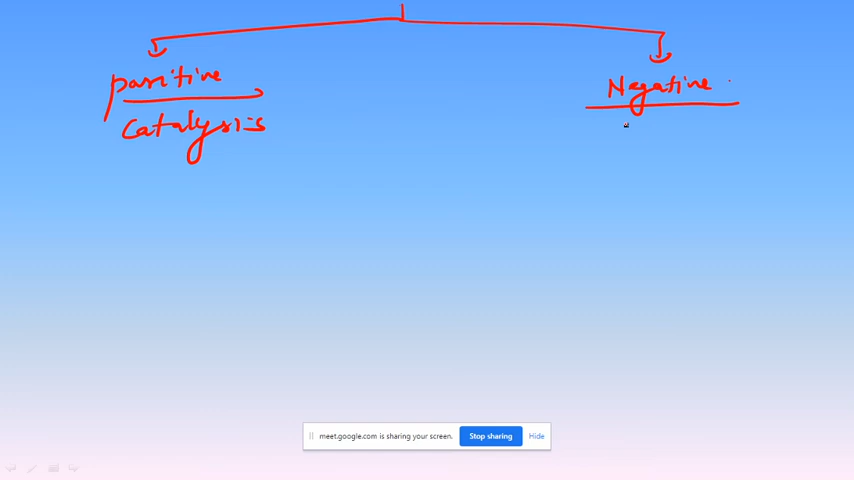 Positive
Catalysis
Negative
meet.google.com is sharing your screen. Stop sharing Hide